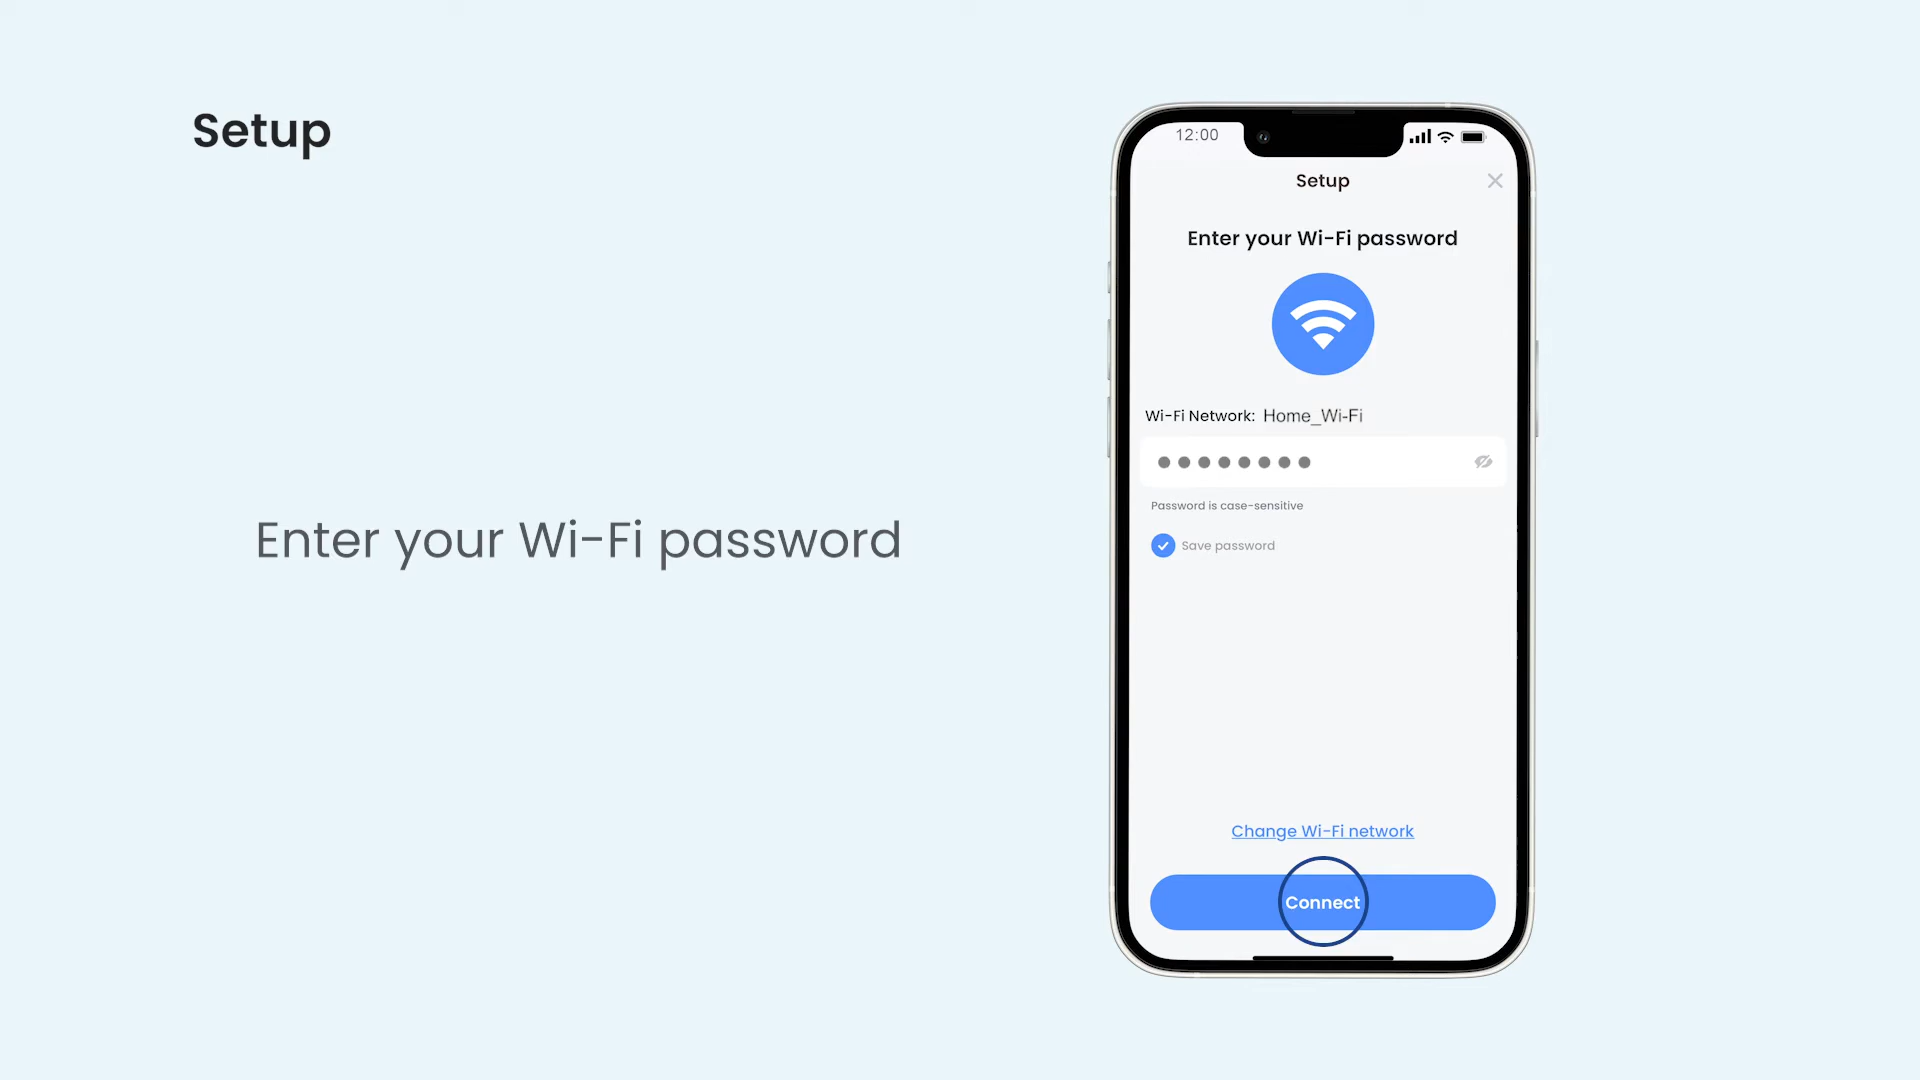 Setup
Enter your Wi-Fi password
12:00
Setup
Enter your Wi-Fi password
Wi-Fi Network: Home_Wi-Fi
Password is case-sensitive
Save password
Change Wi-Fi network
Connect